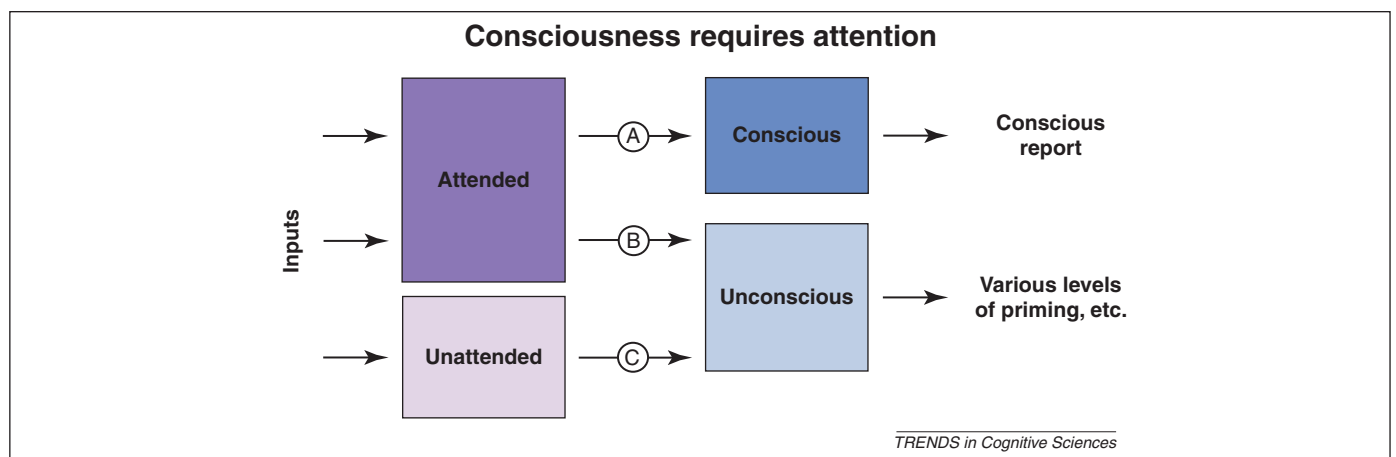 Consciousness requires attention
Inputs
Attended
Unattended
A
B
C
Conscious
Unconscious
Conscious
report
Various levels
of priming, etc.
TRENDS in Cognitive Sciences